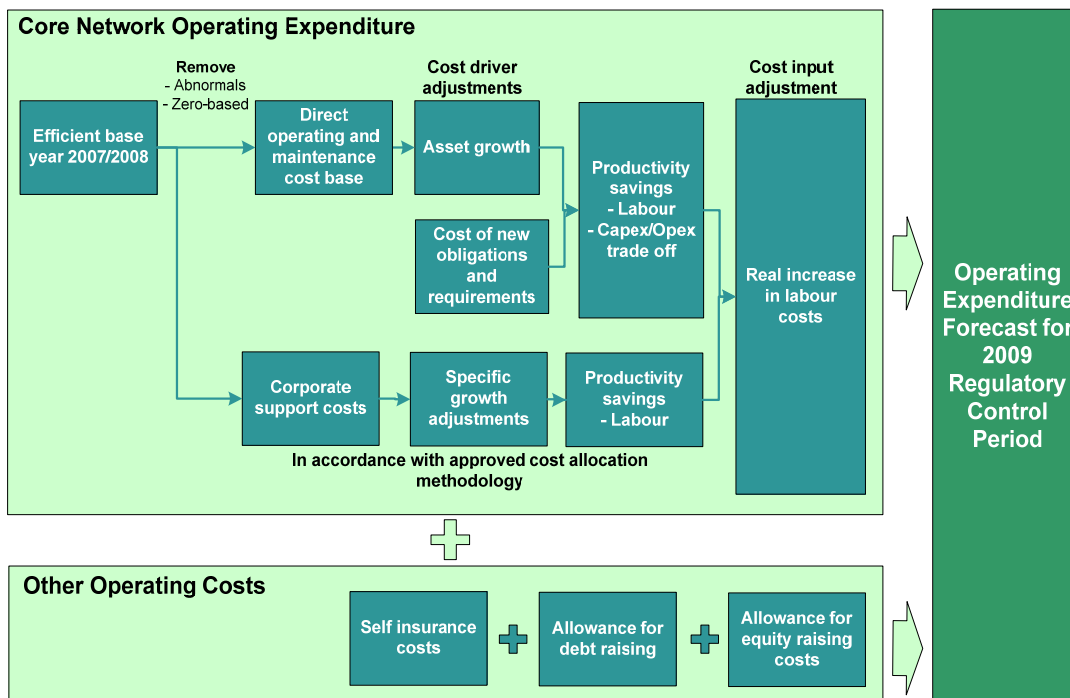 Core Network Operating Expenditure
Remove
- Abnormals
- Zero-based
Cost driver
adjustments
Cost input
adjustment
Efficient base
year 2007/2008
Direct
operating and
maintenance
cost base
Asset growth
Cost of new
obligations
and
requirements
Productivity
savings
- Labour
- Capex/Opex
trade off
Real increase
in labour
costs
Corporate
support costs
Specific
growth
adjustments
Productivity
savings
- Labour
In accordance with approved cost allocation
methodology
Other Operating Costs
Self insurance
costs
Allowance for
debt raising
Allowance for
equity raising
costs
Operating
Expenditure
Forecast for
2009
Regulatory
Control
Period